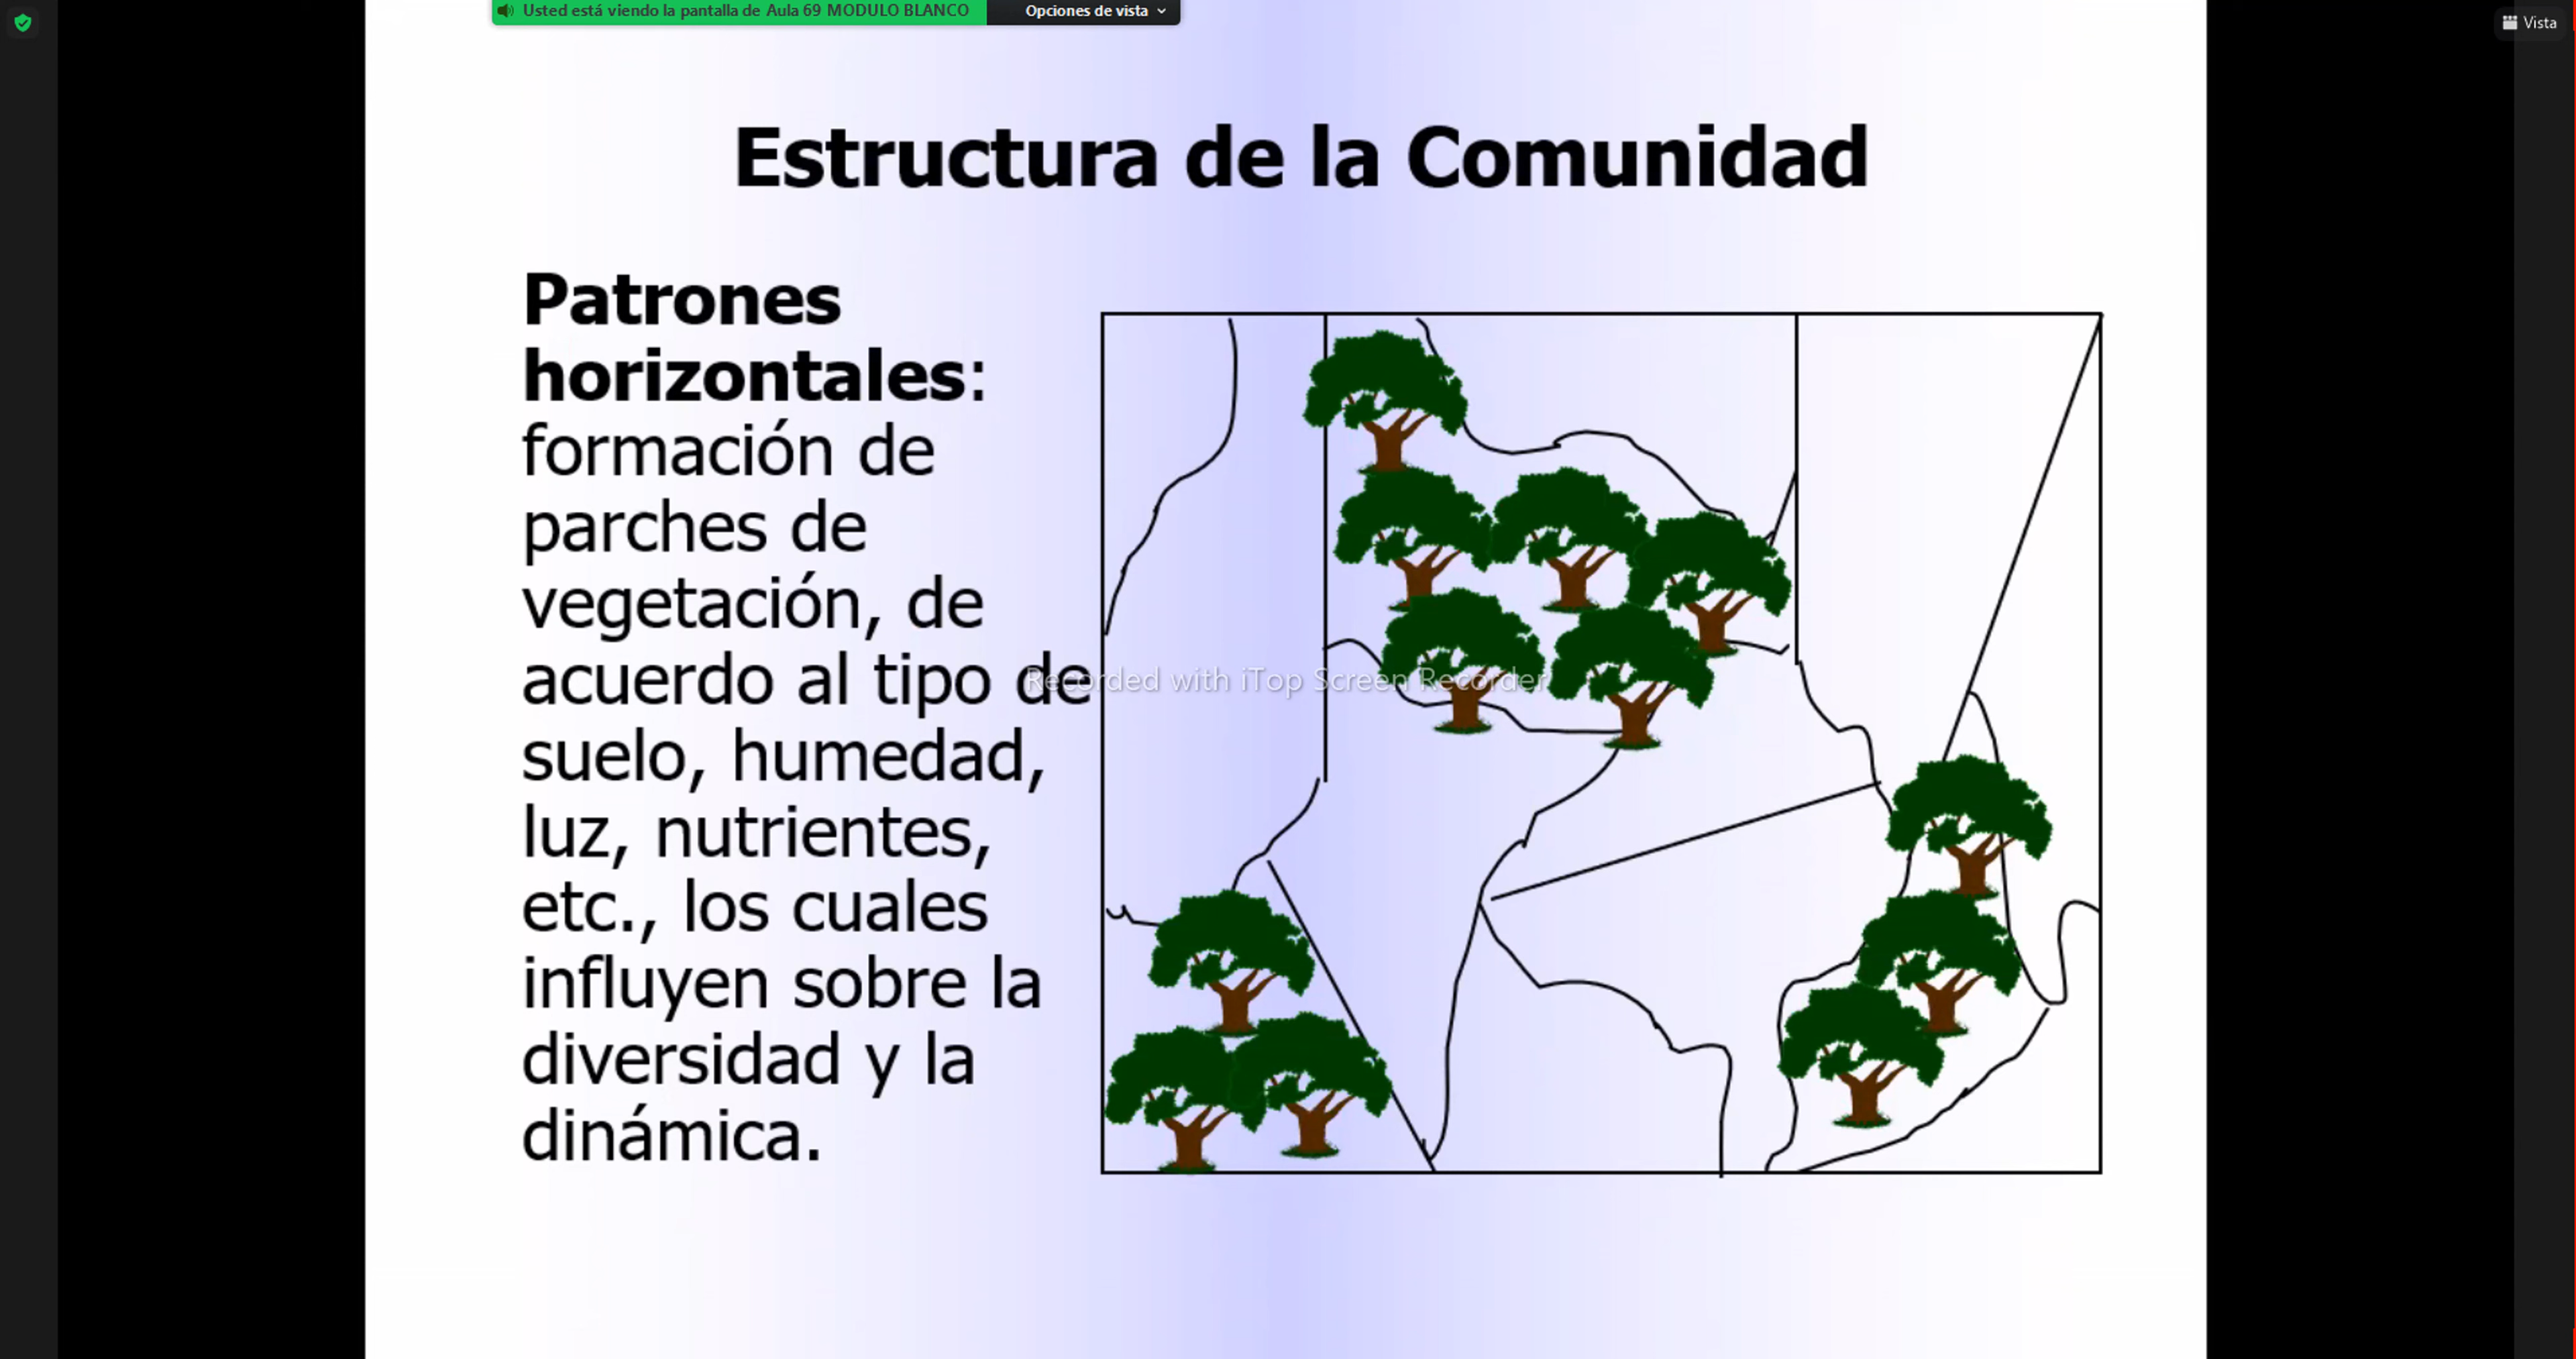 Usted está viendo la pantalla de Aula 69 MODULO BLANCO
Opciones de vista
Vista
Estructura de la Comunidad
Patrones
horizontales:
formación de
parches de
vegetación, de
acuerdo al tipo de
suelo, humedad,
luz, nutrientes,
etc., los cuales
influyen sobre la
diversidad y la
dinámica.
Recorded with iTop Screen Recorder